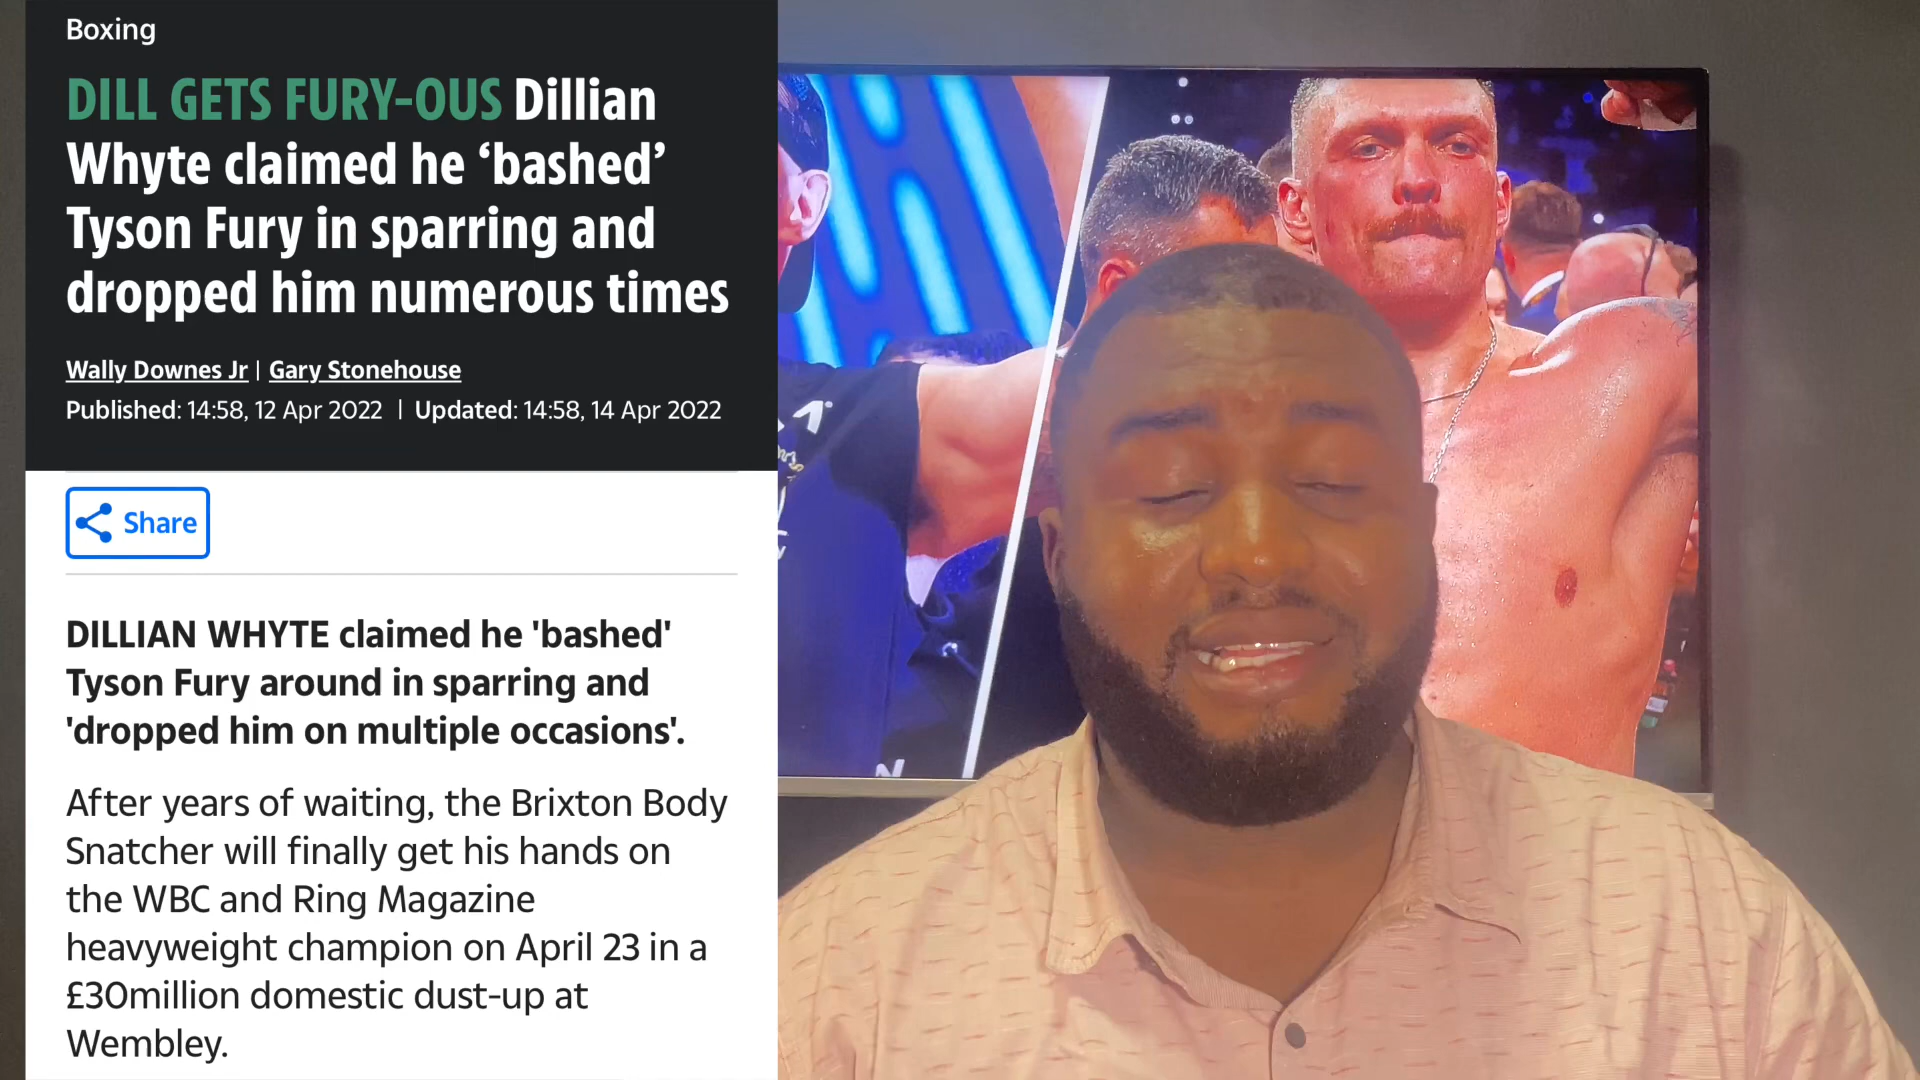 Boxing
DILL GETS FURY-OUS Dillian
Whyte claimed he ‘bashed’
Tyson Fury in sparring and
dropped him numerous times
Wally Downes Jr | Gary Stonehouse
Published: 14:58, 12 Apr 2022 | Updated: 14:58, 14 Apr 2022
Share
DILLIAN WHYTE claimed he 'bashed'
Tyson Fury around in sparring and
'dropped him on multiple occasions'.
After years of waiting, the Brixton Body
Snatcher will finally get his hands on
the WBC and Ring Magazine
heavyweight champion on April 23 in a
£30million domestic dust-up at
Wembley.